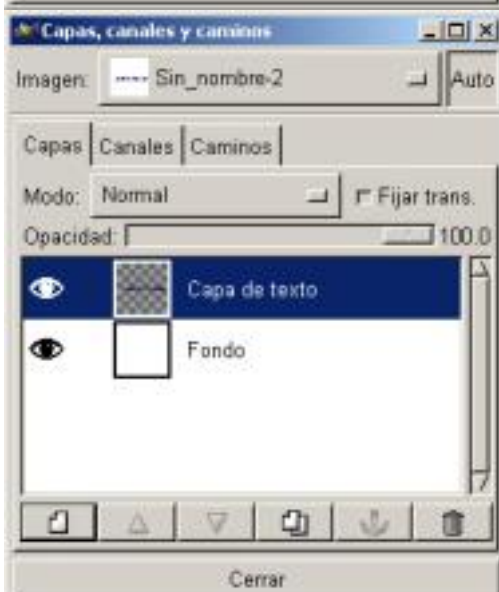 Capas, canales y caminos
Imagen: Sin_nombre-2 Auto
Capas Canales Caminos
Modo: Normal Fijar trans.
Opacidad: 100.0
Capa de texto
Fondo
Cerrar